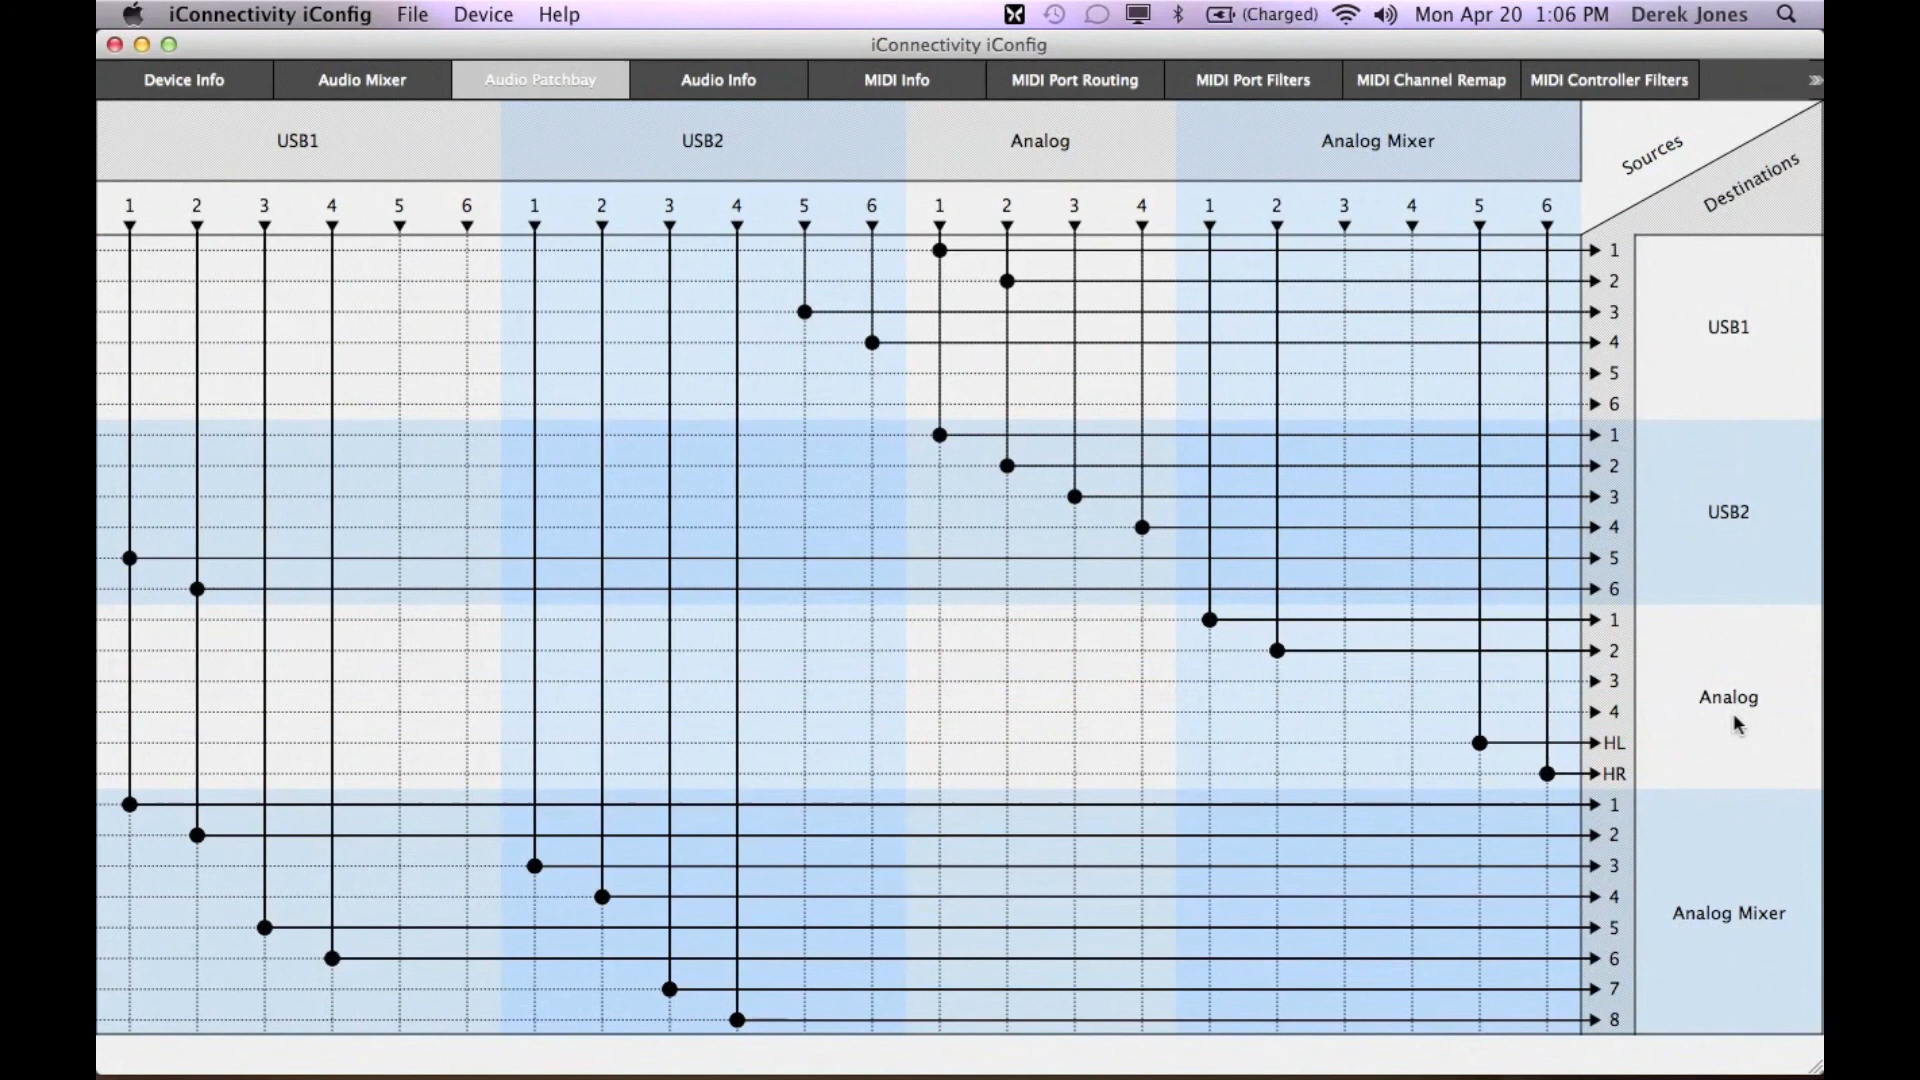 iConnectivity iConfig File Device Help (Charged) Mon Apr 20 1:06 PM Derek Jones
iConnectivity iConfig
Device Info Audio Mixer Audio Patchbay Audio Info MIDI Info MIDI Port Routing MIDI Port Filters MIDI Channel Remap MIDI Controller Filters »
USB1 USB2 Analog Analog Mixer
Sources
Destinations
1 2 3 4 5 6 1 2 3 4 5 6 1 2 3 4 1 2 3 4 5 6
1
2
3
USB1
4
5
6
1
2
3
USB2
4
5
6
1
2
3
Analog
4
HL
HR
1
2
3
4
Analog Mixer
5
6
7
8